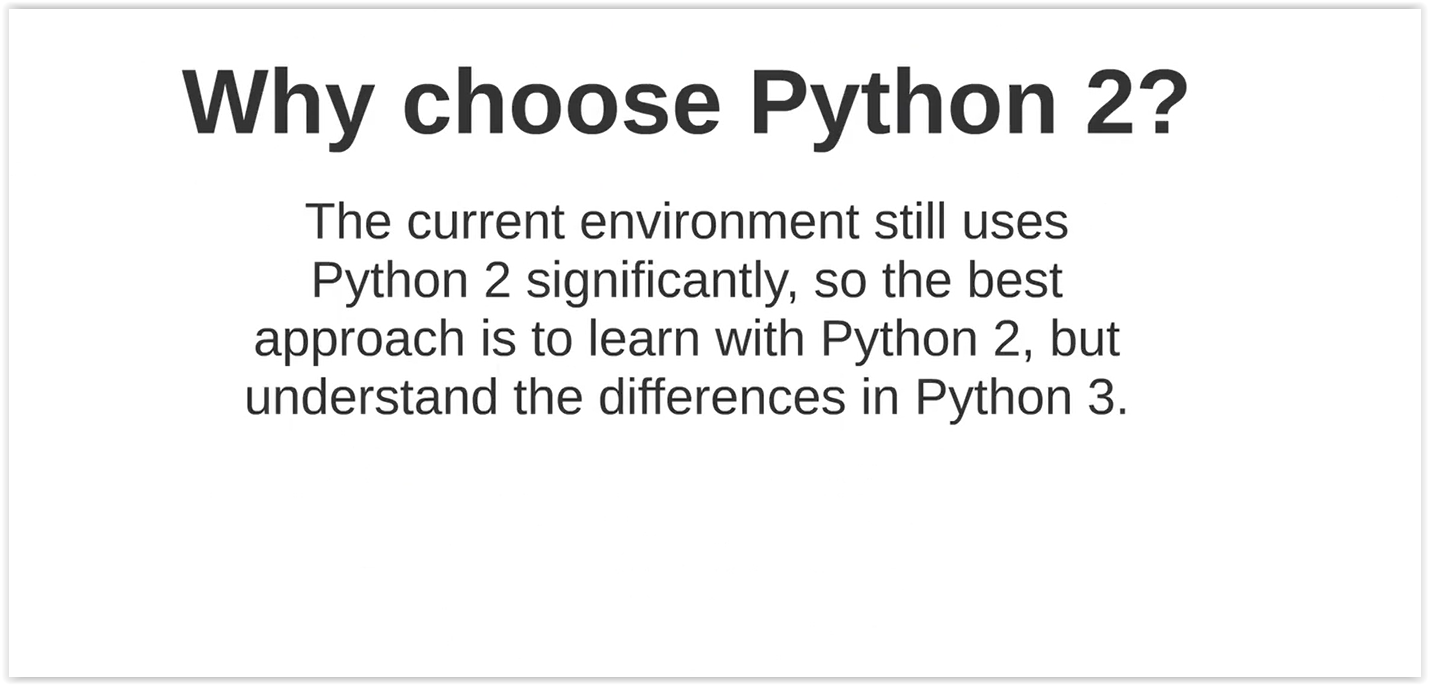 Why choose Python 2?
The current environment still uses
Python 2 significantly, so the best
approach is to learn with Python 2, but
understand the differences in Python 3.